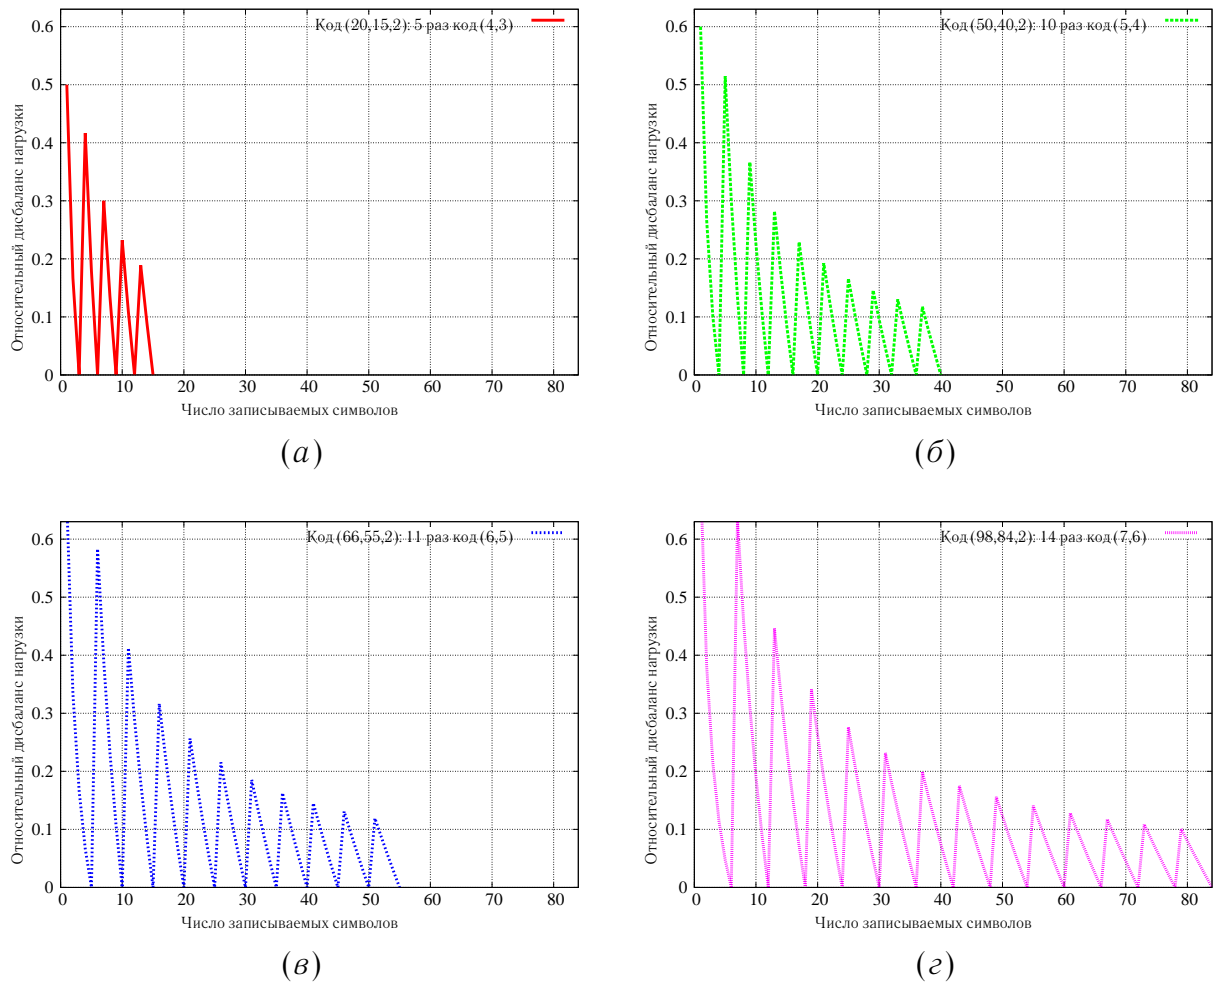 Код (20,15,2): 5 раз код (4,3)
Относительный дисбаланс нагрузки
0.6
0.5
0.4
0.3
0.2
0.1
0
0 10 20 30 40 50 60 70 80
Число записываемых символов
(а)
Код (50,40,2): 10 раз код (5,4)
Относительный дисбаланс нагрузки
0.6
0.5
0.4
0.3
0.2
0.1
0
0 10 20 30 40 50 60 70 80
Число записываемых символов
(б)
Код (66,55,2): 11 раз код (6,5)
Относительный дисбаланс нагрузки
0.6
0.5
0.4
0.3
0.2
0.1
0
0 10 20 30 40 50 60 70 80
Число записываемых символов
(в)
Код (98,84,2): 14 раз код (7,6)
Относительный дисбаланс нагрузки
0.6
0.5
0.4
0.3
0.2
0.1
0
0 10 20 30 40 50 60 70 80
Число записываемых символов
(г)